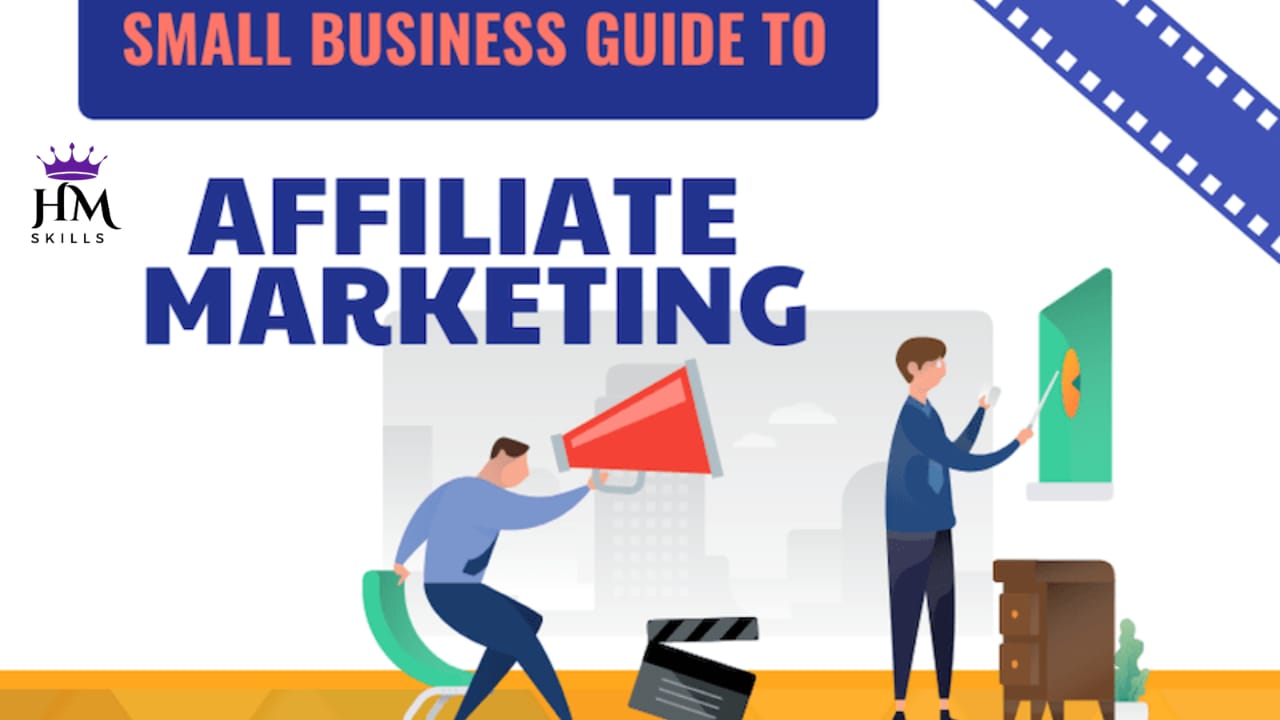 SMALL BUSINESS GUIDE TO
HM
SKILLS
AFFILIATE
MARKETING